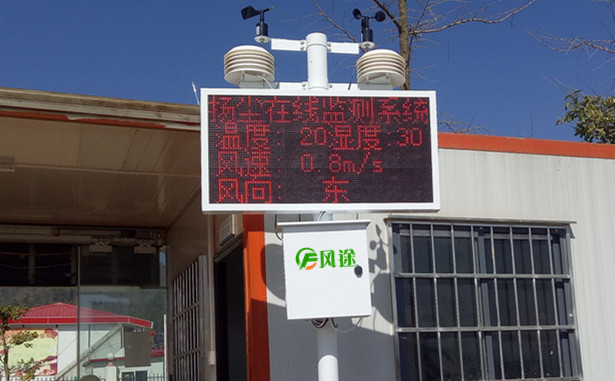 扬尘在线监测系统
温度 20湿度:30
风速 0.8m/s
风向: 东
风途